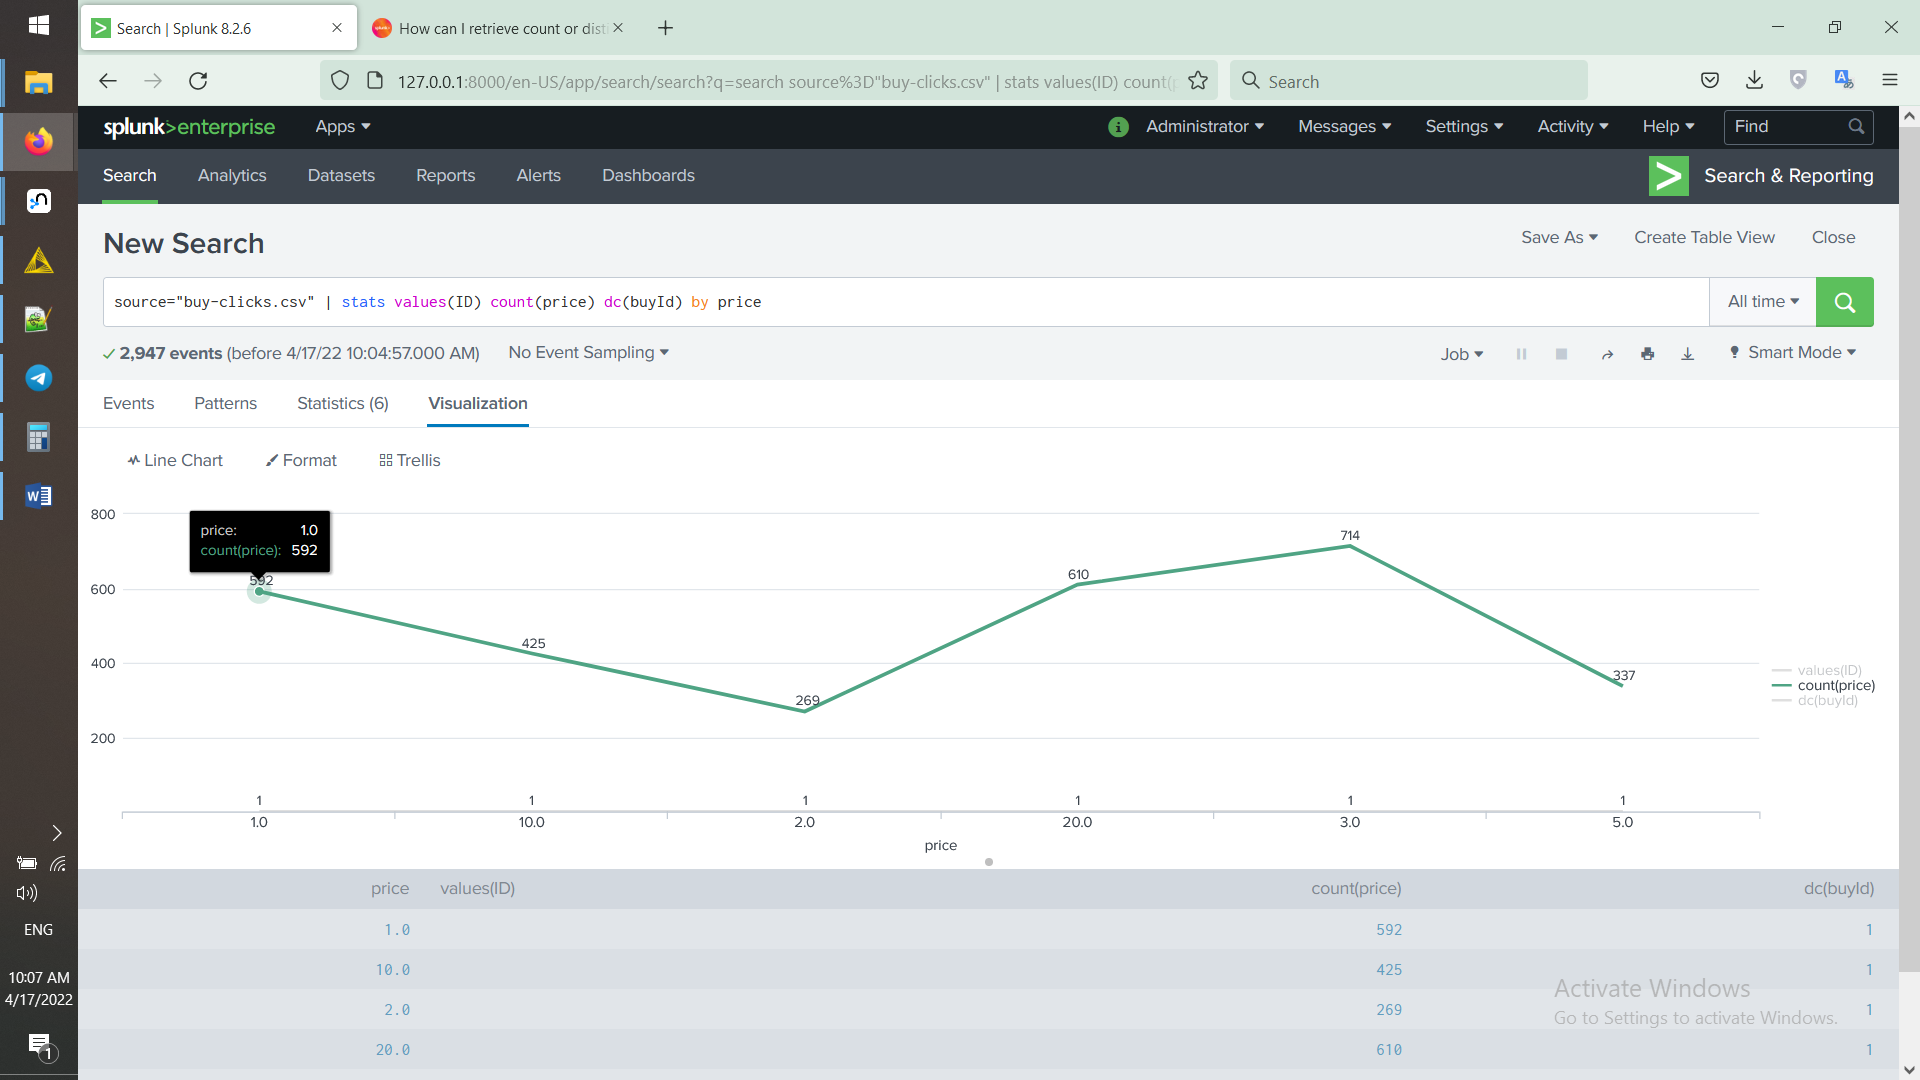 Search | Splunk 8.2.6
How can I retrieve count or dist
127.0.0.1:8000/en-US/app/search/search?q=search source%3D"buy-clicks.csv" | stats values(ID) count(p
Search
splunk>enterprise
Apps
i
Administrator
Messages
Settings
Activity
Help
Find
Search
Analytics
Datasets
Reports
Alerts
Dashboards
Search & Reporting
New Search
Save As
Create Table View
Close
source="buy-clicks.csv" | stats values(ID) count(price) dc(buyId) by price
All time
2,947 events (before 4/17/22 10:04:57.000 AM)
No Event Sampling
Job
Smart Mode
Events
Patterns
Statistics (6)
Visualization
Line Chart
Format
Trellis
800
600
400
200
price: 1.0
count(price): 592
592
425
269
610
714
337
values(ID)
count(price)
dc(buyId)
1 1 1 1 1 1
1.0 10.0 2.0 20.0 3.0 5.0
price
price values(ID) count(price) dc(buyId)
1.0 592 1
10.0 425 1
2.0 269 1
20.0 610 1
Activate Windows
Go to Settings to activate Windows.
W
ENG
10:07 AM
4/17/2022
1